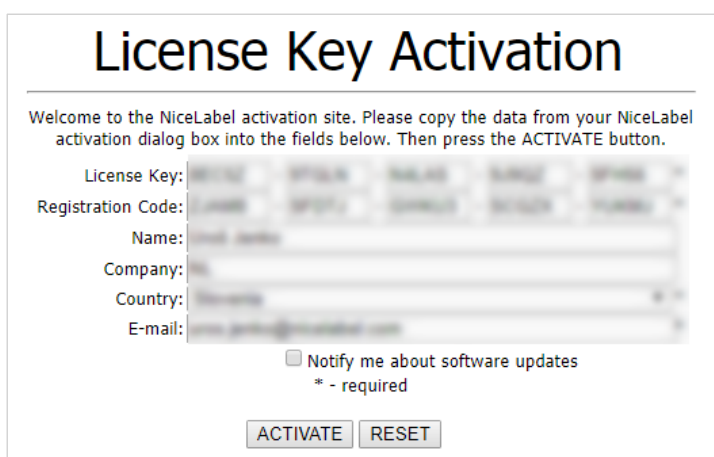 License Key Activation
Welcome to the NiceLabel activation site. Please copy the data from your NiceLabel
activation dialog box into the fields below. Then press the ACTIVATE button.
License Key:
Registration Code:
Name:
Company:
Country: Slovenia
E-mail:
Notify me about software updates
* - required
ACTIVATE RESET